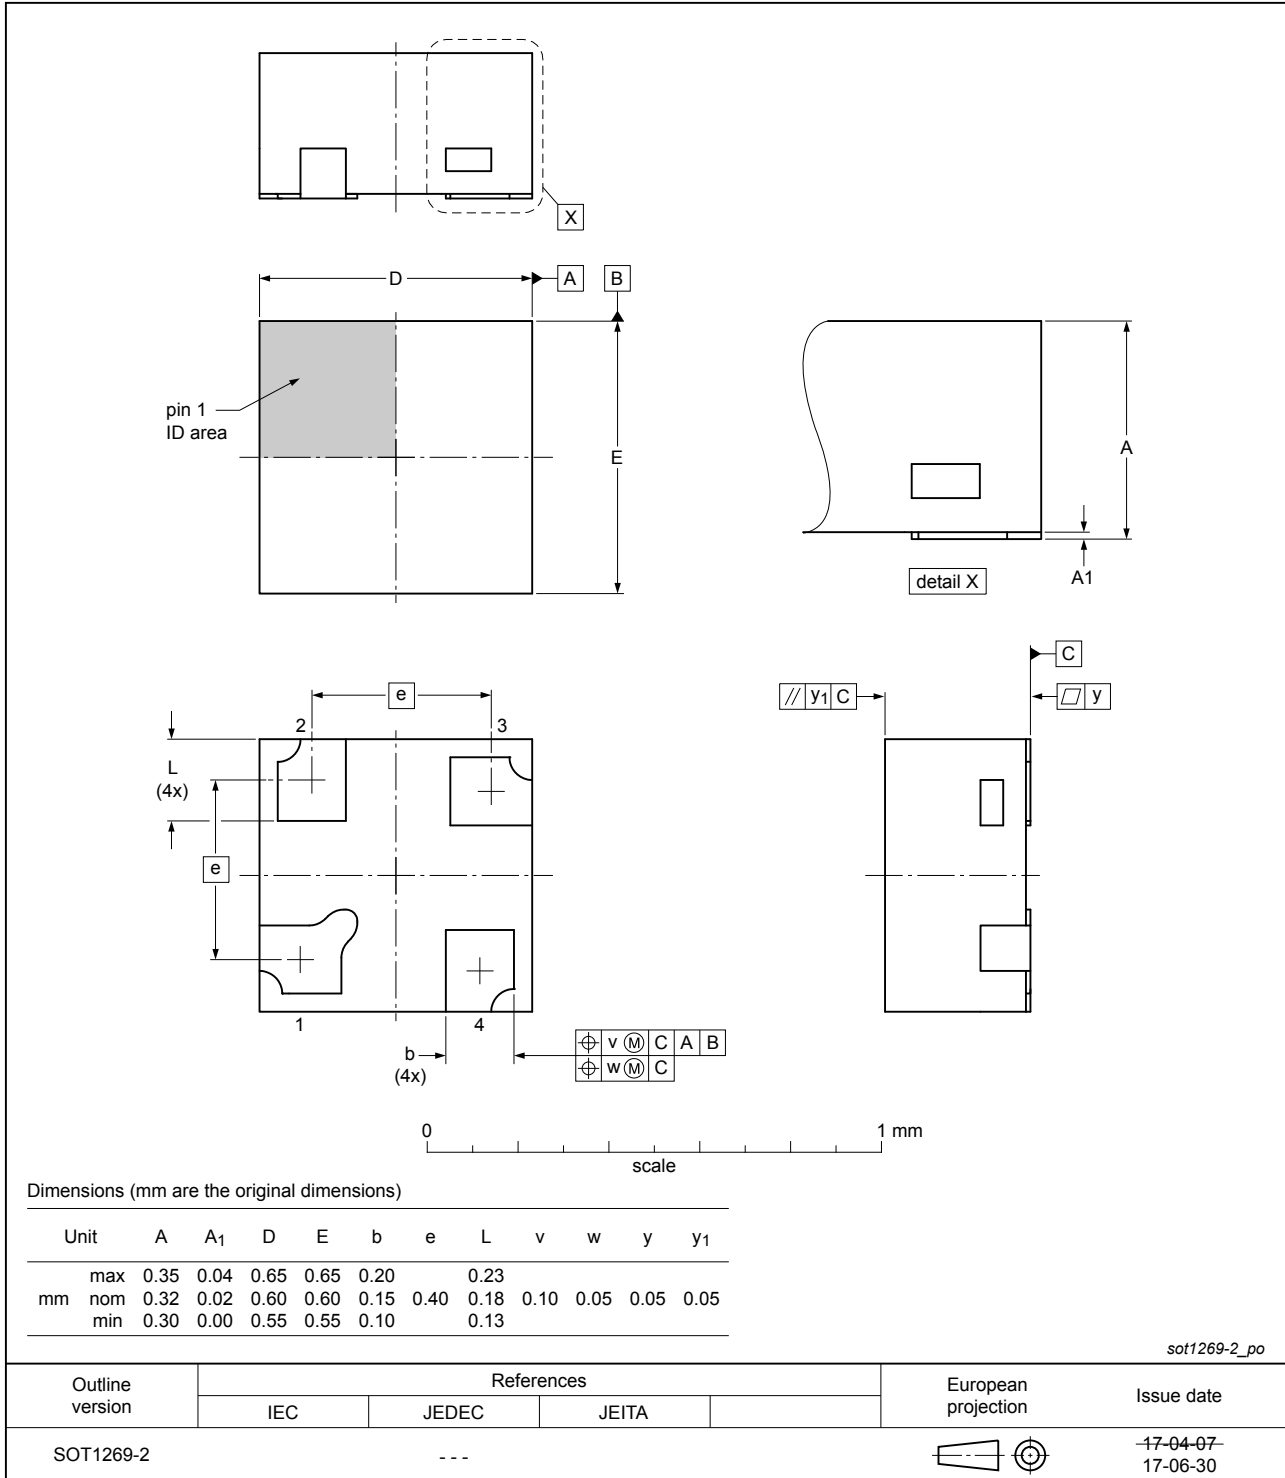 X
D
A
B
pin 1
ID area
E
A
detail X
A1
C
e
// y1 C
▱ y
2
3
L
(4x)
e
1
4
b
(4x)
⌖ v Ⓜ C A B
⌖ w Ⓜ C
0
1 mm
scale
Dimensions (mm are the original dimensions)
Unit A A1 D E b e L v w y y1
max 0.35 0.04 0.65 0.65 0.20 0.23
mm nom 0.32 0.02 0.60 0.60 0.15 0.40 0.18 0.10 0.05 0.05 0.05
min 0.30 0.00 0.55 0.55 0.10 0.13
sot1269-2_po
Outline
version
References
IEC JEDEC JEITA
European
projection
Issue date
SOT1269-2
- - -
17-04-07
17-06-30